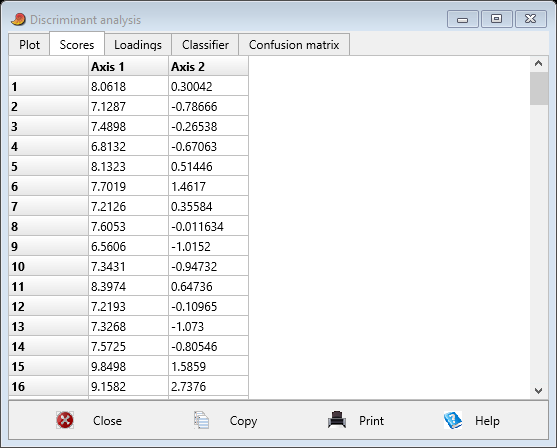 Discriminant analysis
Plot Scores Loadings Classifier Confusion matrix
Axis 1 Axis 2
1 8.0618 0.30042
2 7.1287 -0.78666
3 7.4898 -0.26538
4 6.8132 -0.67063
5 8.1323 0.51446
6 7.7019 1.4617
7 7.2126 0.35584
8 7.6053 -0.011634
9 6.5606 -1.0152
10 7.3431 -0.94732
11 8.3974 0.64736
12 7.2193 -0.10965
13 7.3268 -1.073
14 7.5725 -0.80546
15 9.8498 1.5859
16 9.1582 2.7376
Close Copy Print Help